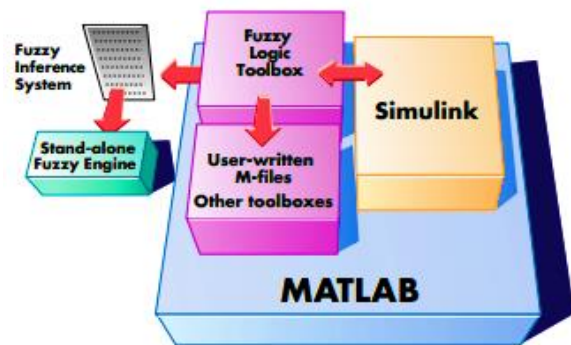 Fuzzy
Inference
System
Fuzzy
Logic
Toolbox
Simulink
Stand-alone
Fuzzy Engine
User-written
M-files
Other toolboxes
MATLAB